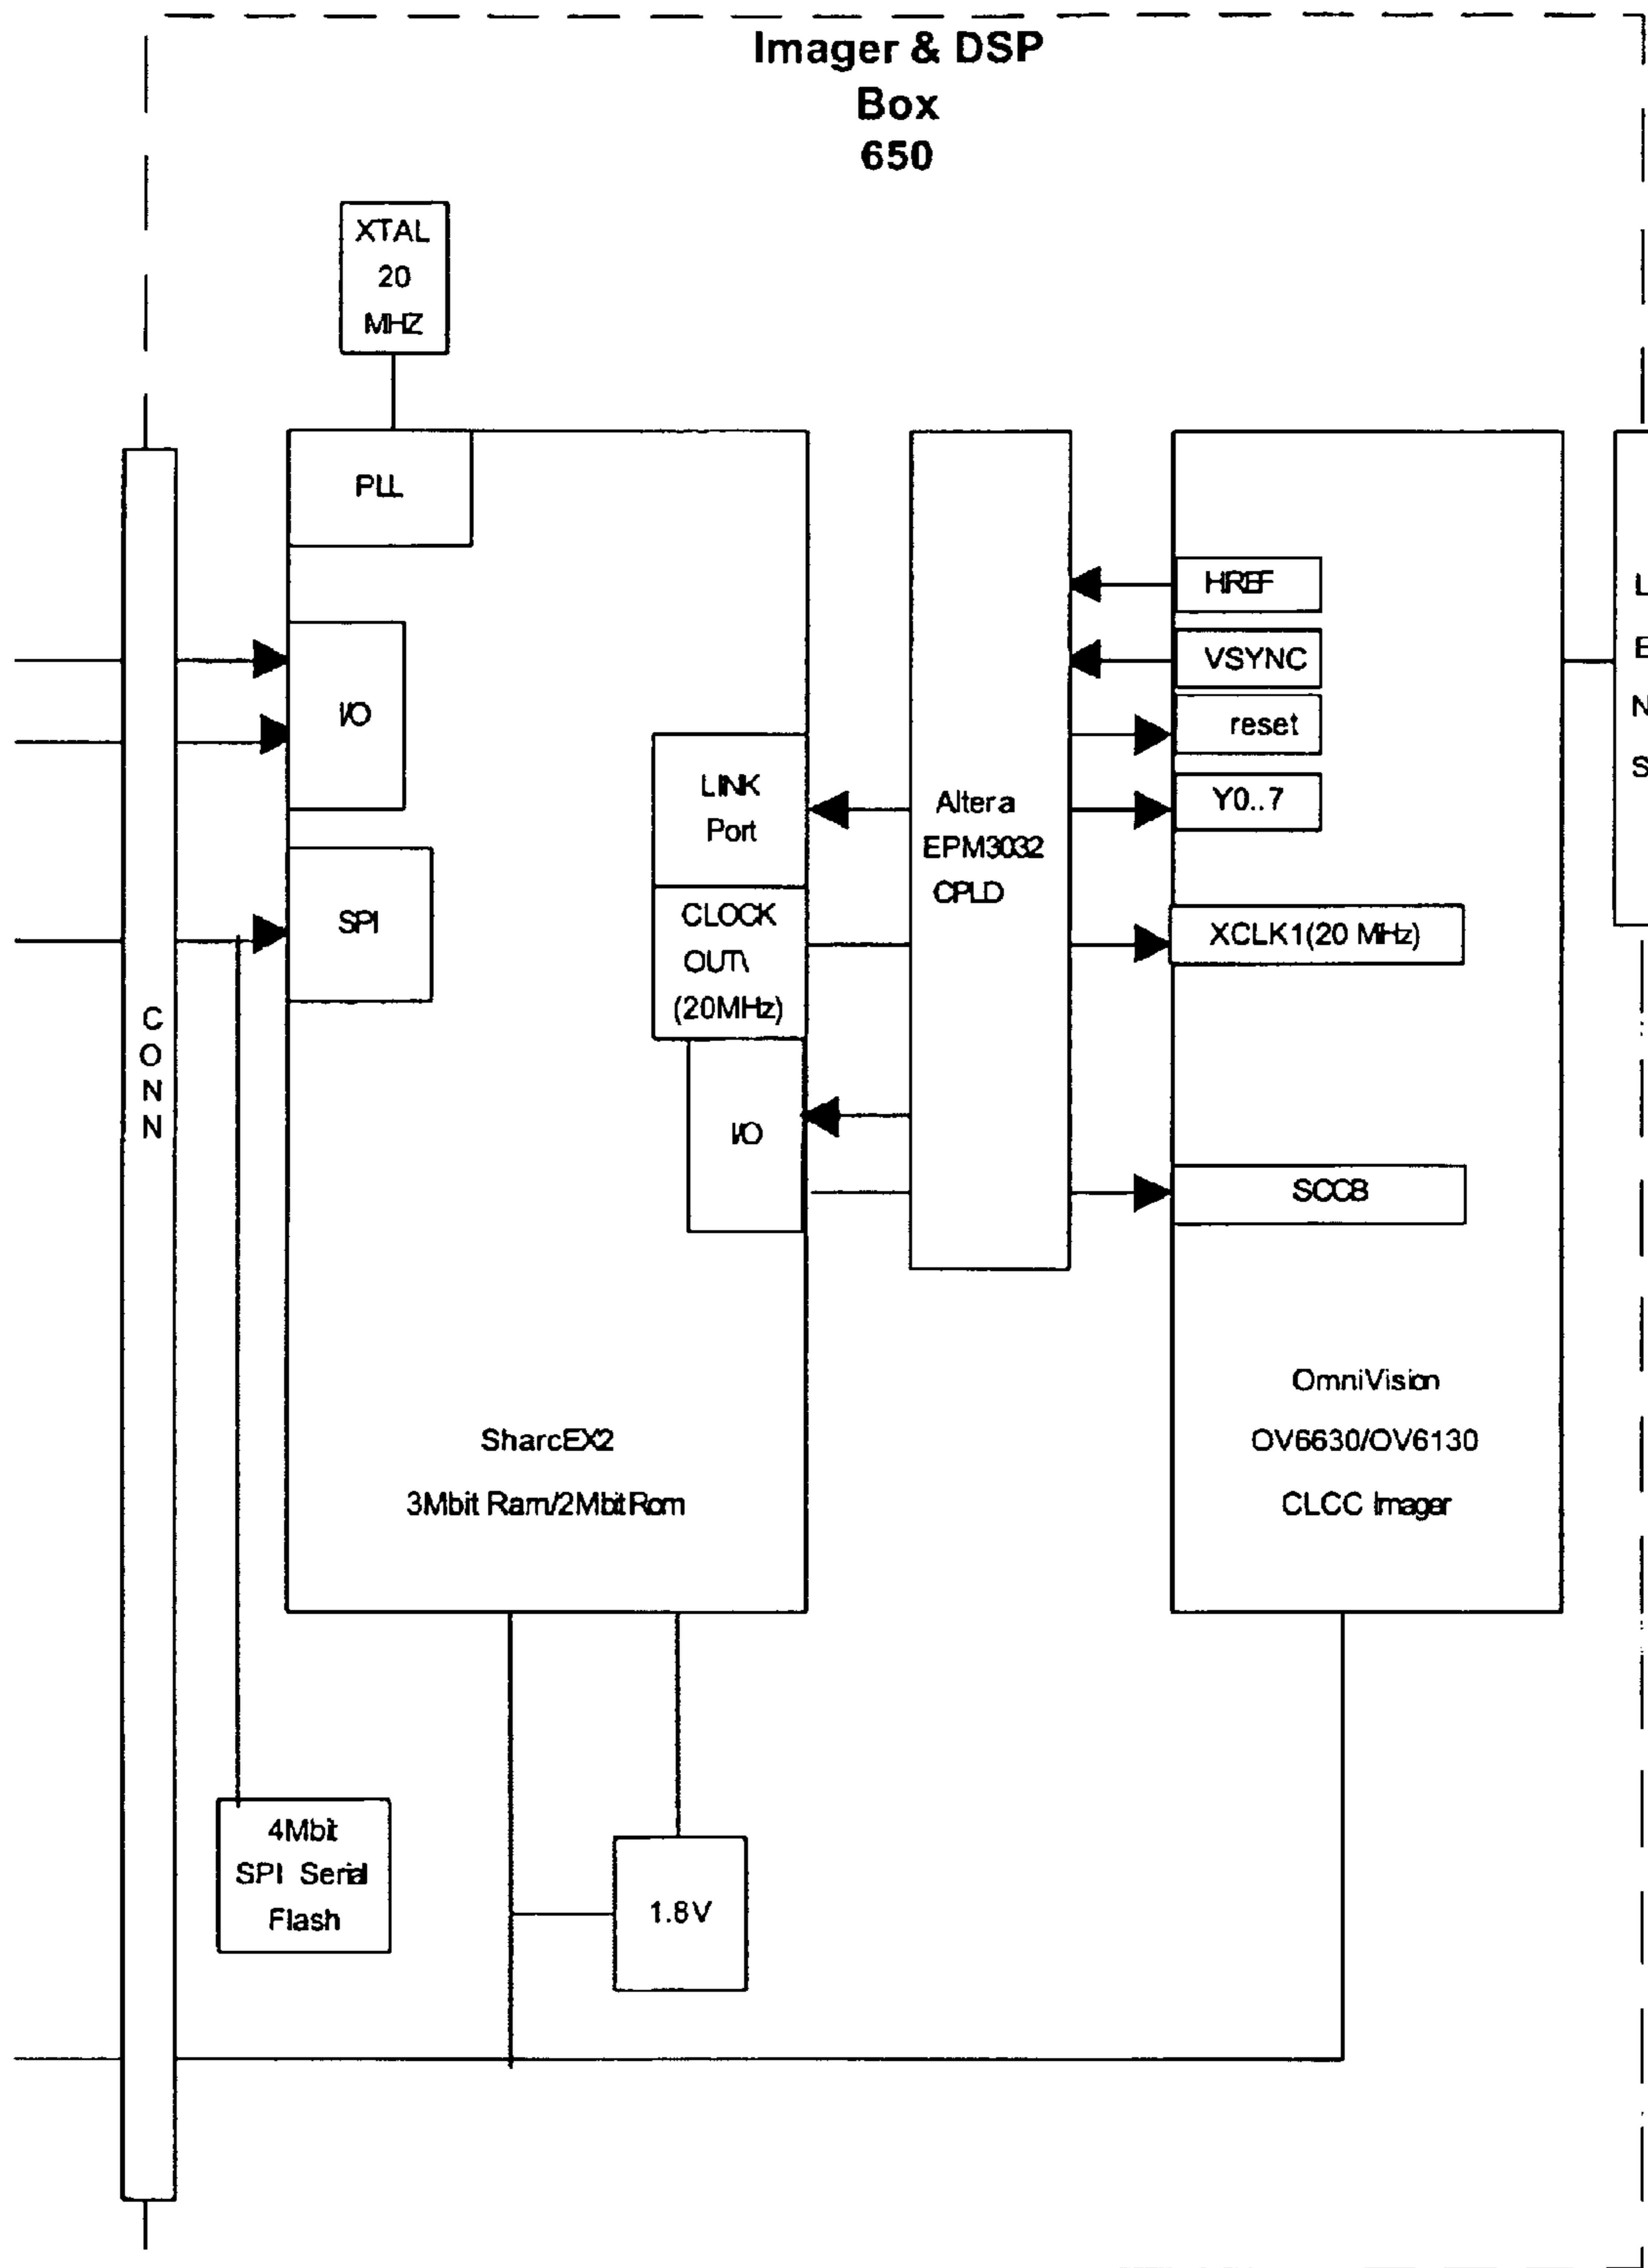 Imager & DSP
Box
650
XTAL
20
MHZ
PLL
I/O
SPI
LINK
Port
CLOCK
OUT\
(20MHz)
I/O
SharcEX2
3Mbit Ram/2Mbit Rom
Altera
EPM3032
CPLD
HREF
VSYNC
reset
Y0..7
XCLK1(20 MHz)
SCCB
OmniVision
OV6630/OV6130
CLCC Imager
L
E
N
S
C
O
N
N
4Mbit
SPI Serial
Flash
1.8V